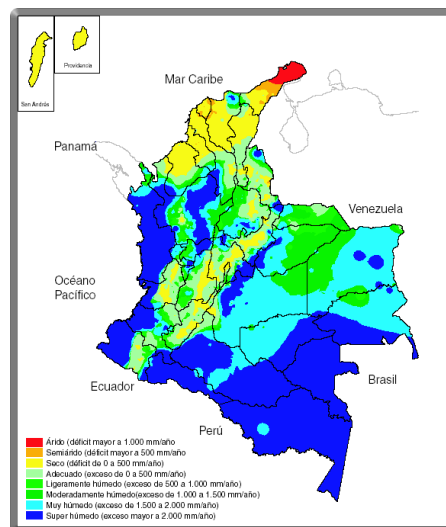 San Andrés
Providencia
Mar Caribe
Panamá
Venezuela
Océano
Pacífico
Ecuador
Brasil
Perú
Árido (déficit mayor a 1.000 mm/año)
Semiárido (déficit mayor a 500 mm/año)
Seco (déficit de 0 a 500 mm/año)
Adecuado (exceso de 0 a 500 mm/año)
Ligeramente húmedo (exceso de 500 a 1.000 mm/año)
Moderadamente húmedo(exceso de 1.000 a 1.500 mm/año)
Muy húmedo (exceso 1.500 a 2.000 mm/año)
Super húmedo (exceso mayor a 2.000 mm/año)